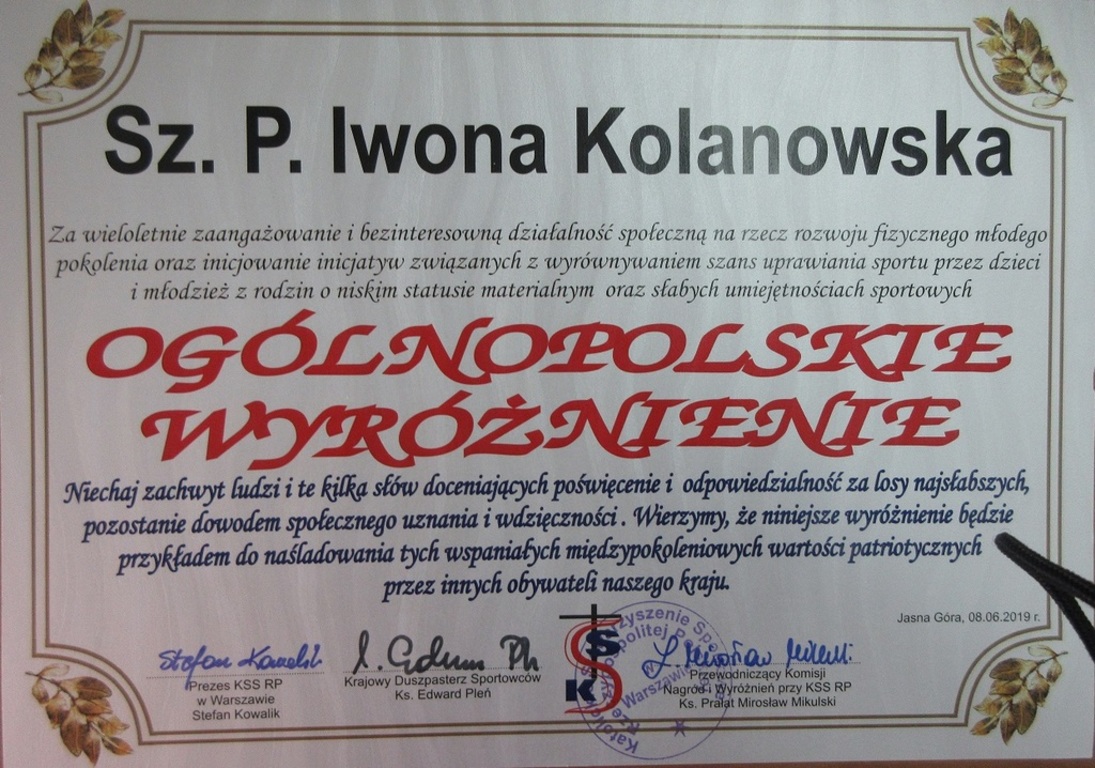 Sz. P. Iwona Kolanowska
Za wieloletnie zaangażowanie i bezinteresowną działalność społeczną na rzecz rozwoju fizycznego młodego
pokolenia oraz inicjowanie inicjatyw związanych z wyrównywaniem szans uprawiania sportu przez dzieci
i młodzież z rodzin o niskim statusie materialnym oraz słabych umiejętnościach sportowych
OGÓLNOPOLSKIE
WYRÓŻNIENIE
Niechaj zachwyt ludzi i te kilka słów doceniających poświęcenie i odpowiedzialność za losy najsłabszych,
pozostanie dowodem społecznego uznania i wdzięczności . Wierzymy, że niniejsze wyróżnienie będzie
przykładem do naśladowania tych wspaniałych międzypokoleniowych wartości patriotycznych
przez innych obywateli naszego kraju.
Jasna Góra, 08.06.2019 r.
Stefan Kowalik
Prezes KSS RP
w Warszawie
Stefan Kowalik
Krajowy Duszpasterz Sportowców
Ks. Edward Pleń
KSS
Przewodniczący Komisji
Nagród i Wyróżnień przy KSS RP
Ks. Prałat Mirosław Mikulski